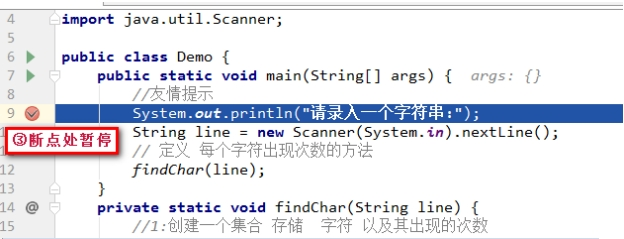 4 import java.util.Scanner;
5
6 public class Demo {
7 public static void main(String[] args) { args: {}
8 //友情提示
9 System.out.println("请录入一个字符串:");
③断点处暂停 String line = new Scanner(System.in).nextLine();
// 定义 每个字符出现次数的方法
12 findChar(line);
13 }
14 @ private static void findChar(String line) {
15 //1:创建一个集合 存储 字符 以及其出现的次数